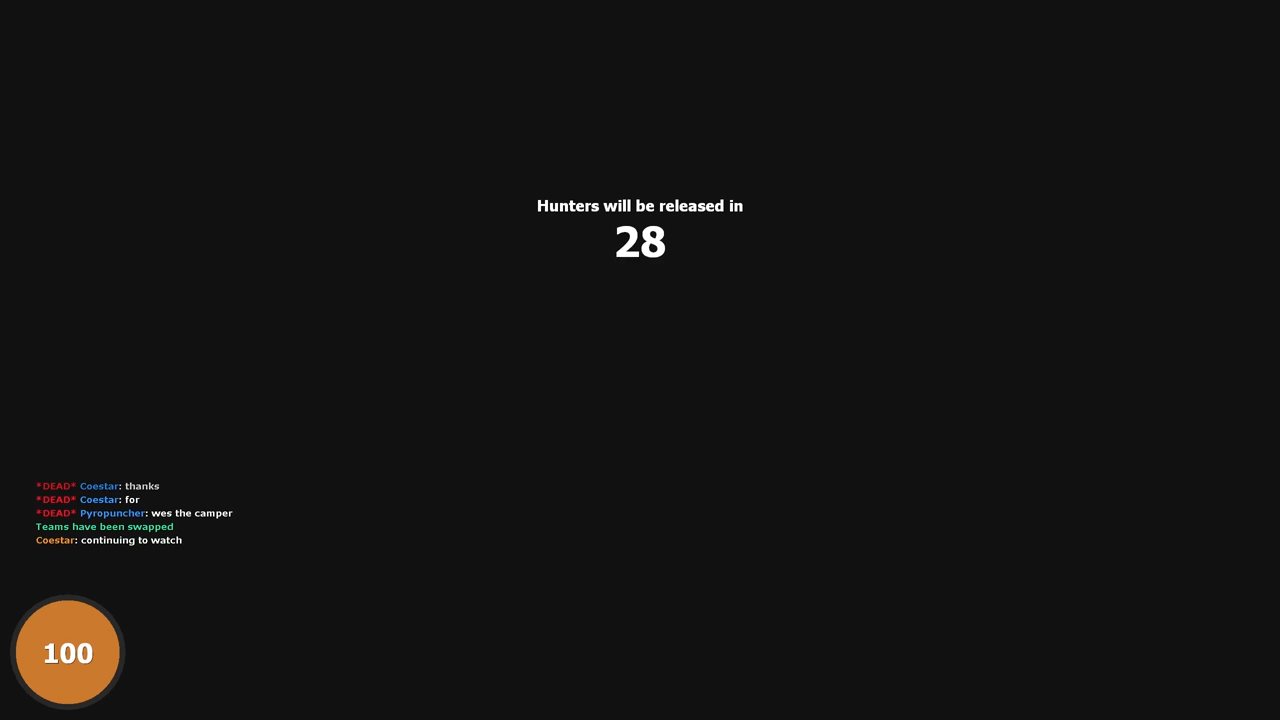 Hunters will be released in
28
*DEAD* Coestar: thanks
*DEAD* Coestar: for
*DEAD* Pyropuncher: wes the camper
Teams have been swapped
Coestar: continuing to watch
100